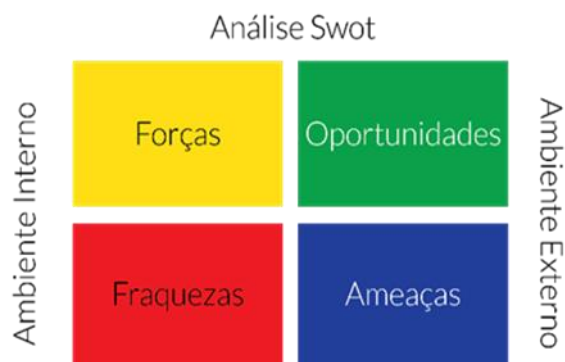 Análise Swot
Ambiente Interno
Forças
Oportunidades
Fraquezas
Ameaças
Ambiente Externo